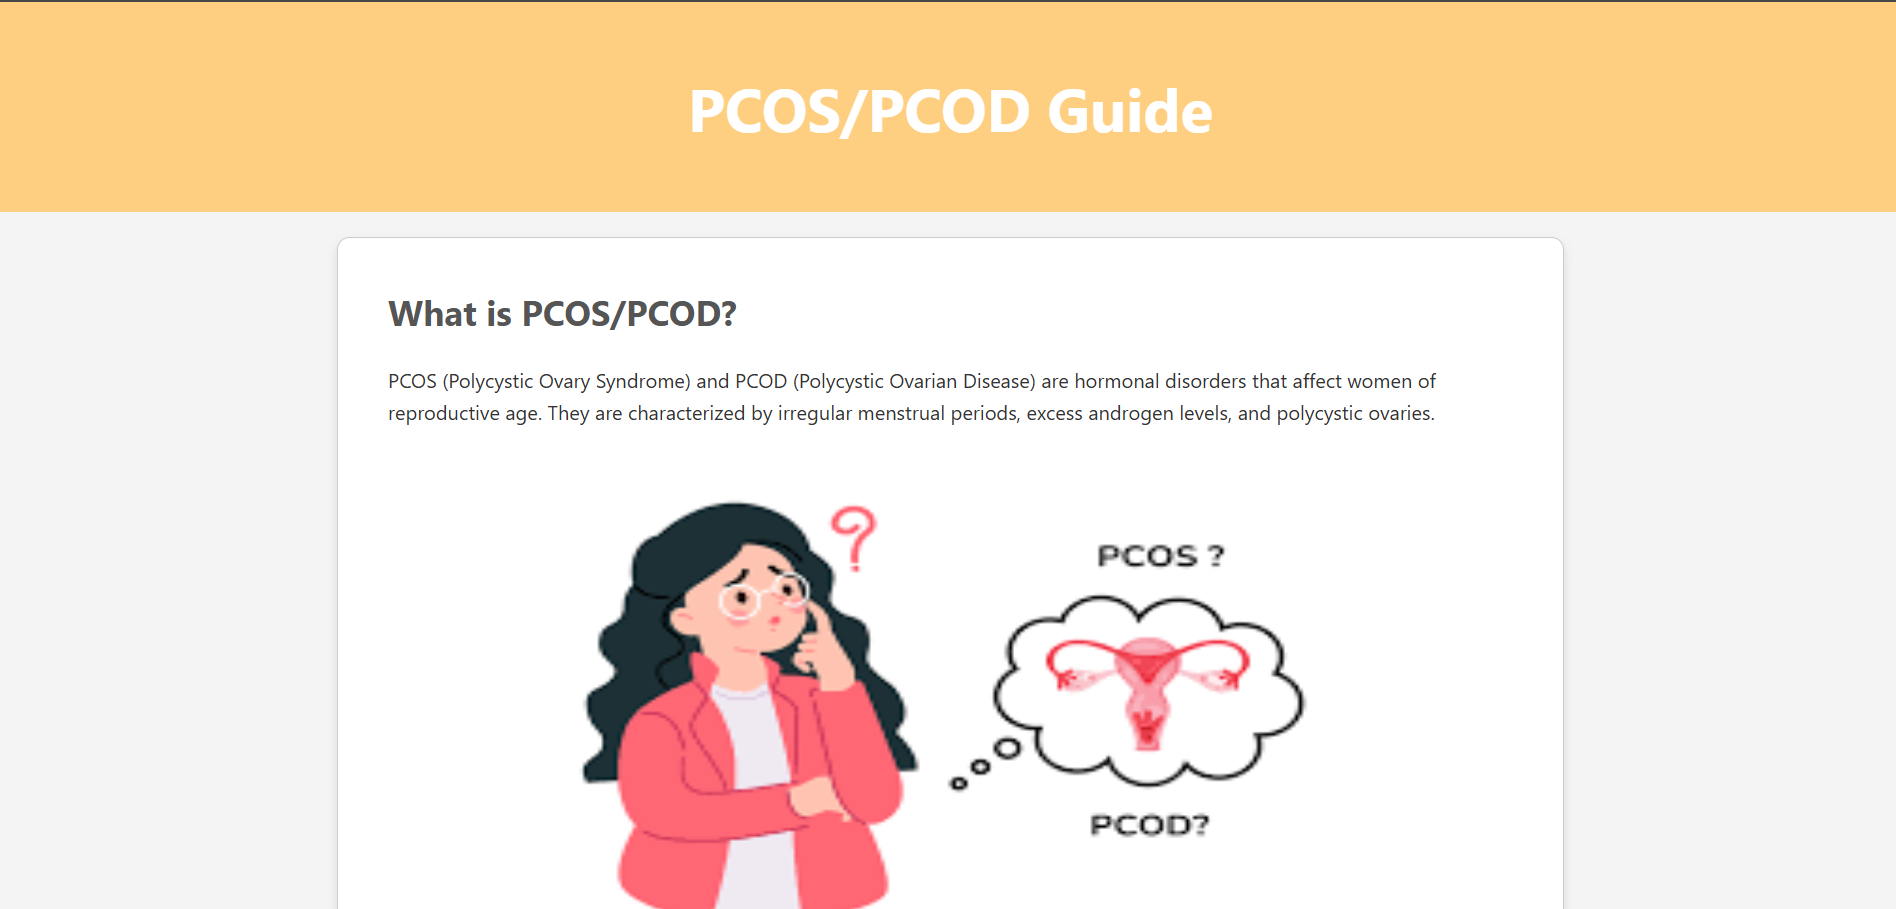 PCOS/PCOD Guide
What is PCOS/PCOD?
PCOS (Polycystic Ovary Syndrome) and PCOD (Polycystic Ovarian Disease) are hormonal disorders that affect women of
reproductive age. They are characterized by irregular menstrual periods, excess androgen levels, and polycystic ovaries.
?
PCOS ?
PCOD?